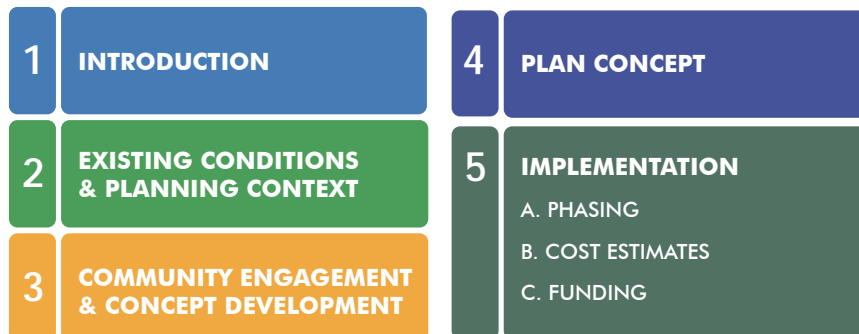 1 INTRODUCTION
2 EXISTING CONDITIONS
& PLANNING CONTEXT
3 COMMUNITY ENGAGEMENT
& CONCEPT DEVELOPMENT
4 PLAN CONCEPT
5 IMPLEMENTATION
A. PHASING
B. COST ESTIMATES
C. FUNDING